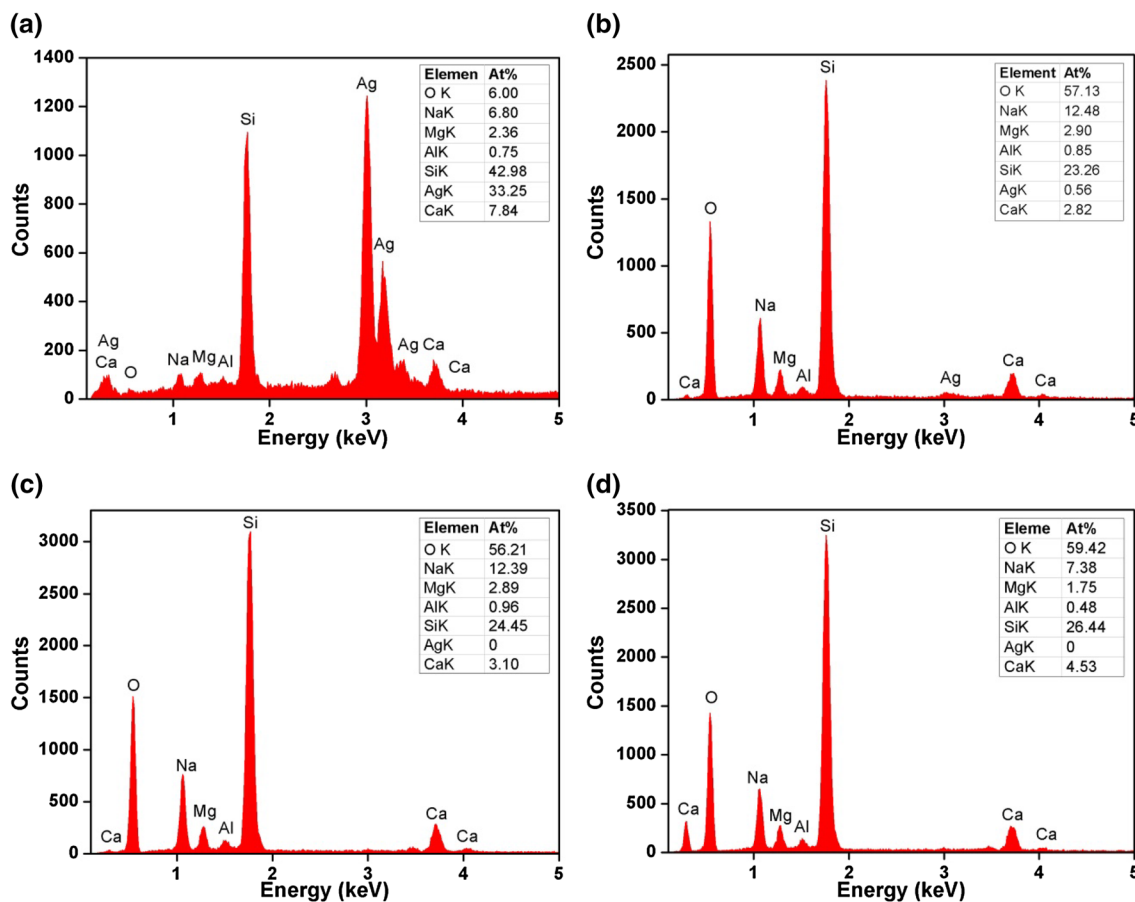 (a)
1400
1200
1000
800
600
400
200
0
Counts
Ag
Ca
O
Na
Mg
Al
Si
Ag
Ag
Ag
Ca
Ca
1 2 3 4 5
Energy (keV)
Elemen At%
O K 6.00
NaK 6.80
MgK 2.36
AlK 0.75
SiK 42.98
AgK 33.25
CaK 7.84
(b)
2500
2000
1500
1000
500
0
Counts
Ca
O
Na
Mg
Al
Si
Ag
Ca
Ca
1 2 3 4 5
Energy (keV)
Element At%
O K 57.13
NaK 12.48
MgK 2.90
AlK 0.85
SiK 23.26
AgK 0.56
CaK 2.82
(c)
3000
2500
2000
1500
1000
500
0
Counts
Ca
O
Na
Mg
Al
Si
Ca
Ca
1 2 3 4 5
Energy (keV)
Elemen At%
O K 56.21
NaK 12.39
MgK 2.89
AlK 0.96
SiK 24.45
AgK 0
CaK 3.10
(d)
3500
3000
2500
2000
1500
1000
500
0
Counts
Ca
O
Na
Mg
Al
Si
Ca
Ca
1 2 3 4 5
Energy (keV)
Eleme At%
O K 59.42
NaK 7.38
MgK 1.75
AlK 0.48
SiK 26.44
AgK 0
CaK 4.53